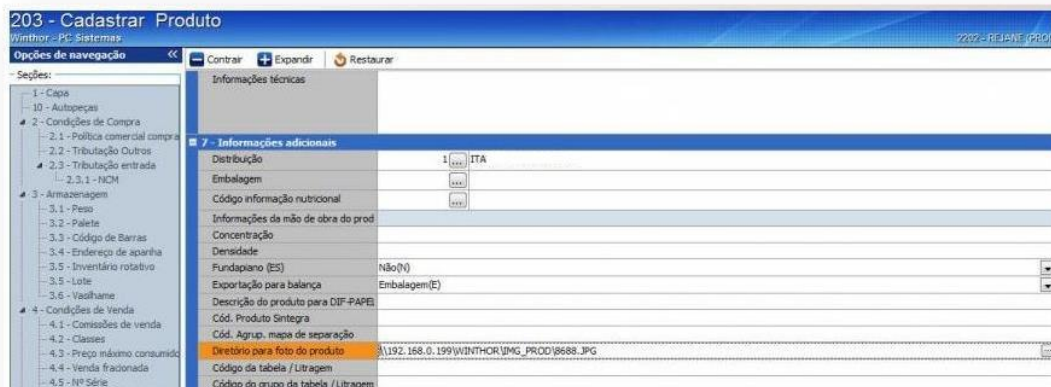 203 - Cadastrar Produto
Winthor - PC Sistemas
2202 - REJANE (PRO
Opções de navegação «
Contrair Expandir Restaurar
Seções:
1 - Capa
10 - Autopeças
2 - Condições de Compra
2.1 - Política comercial compra
2.2 - Tributação Outros
2.3 - Tributação entrada
2.3.1 - NCM
3 - Armazenagem
3.1 - Peso
3.2 - Palete
3.3 - Código de Barras
3.4 - Endereço de apanha
3.5 - Inventário rotativo
3.5 - Lote
3.6 - Vasilhame
4 - Condições de Venda
4.1 - Comissões de venda
4.2 - Classes
4.3 - Preço máximo consumido
4.4 - Venda fracionada
4.5 - Nº Série
Informações técnicas
7 - Informações adicionais
Distribuição 1 ... ITA
Embalagem ...
Código informação nutricional ...
Informações da mão de obra do prod
Concentração
Densidade
Fundapiano (ES) Não(N)
Exportação para balança Embalagem(E)
Descrição do produto para DIF-PAPEL
Cód. Produto Sintegra
Cód. Agrup. mapa de separação
Diretório para foto do produto \\192.168.0.199\WINTHOR\IMG_PROD\8688.JPG
Código da tabela / Litragem
Código do grupo da tabela / Litragem